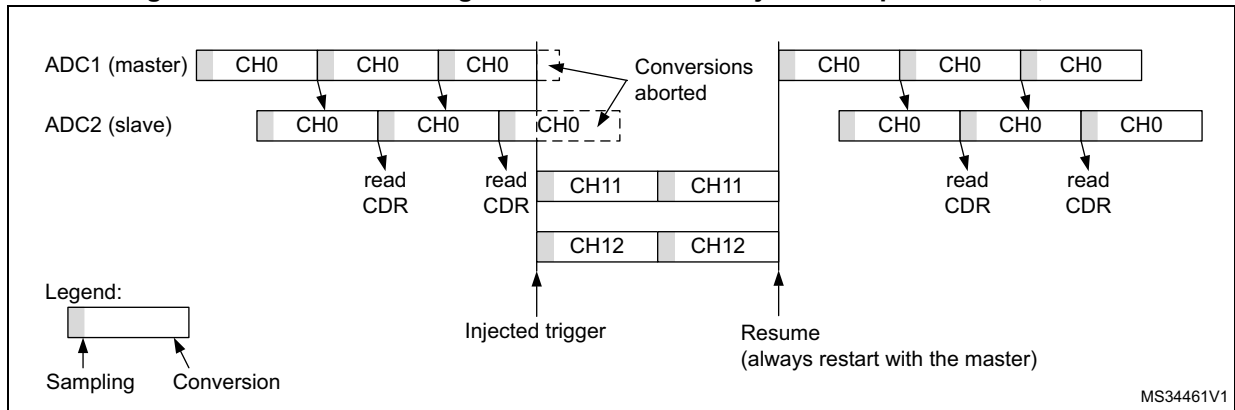 ADC1 (master) CH0 CH0 CH0 CH0 CH0 CH0
Conversions
aborted
ADC2 (slave) CH0 CH0 CH0 CH0 CH0 CH0
read read read read
CDR CDR CDR CDR
CH11 CH11
CH12 CH12
Legend:
Injected trigger
Resume
(always restart with the master)
Sampling Conversion
MS34461V1